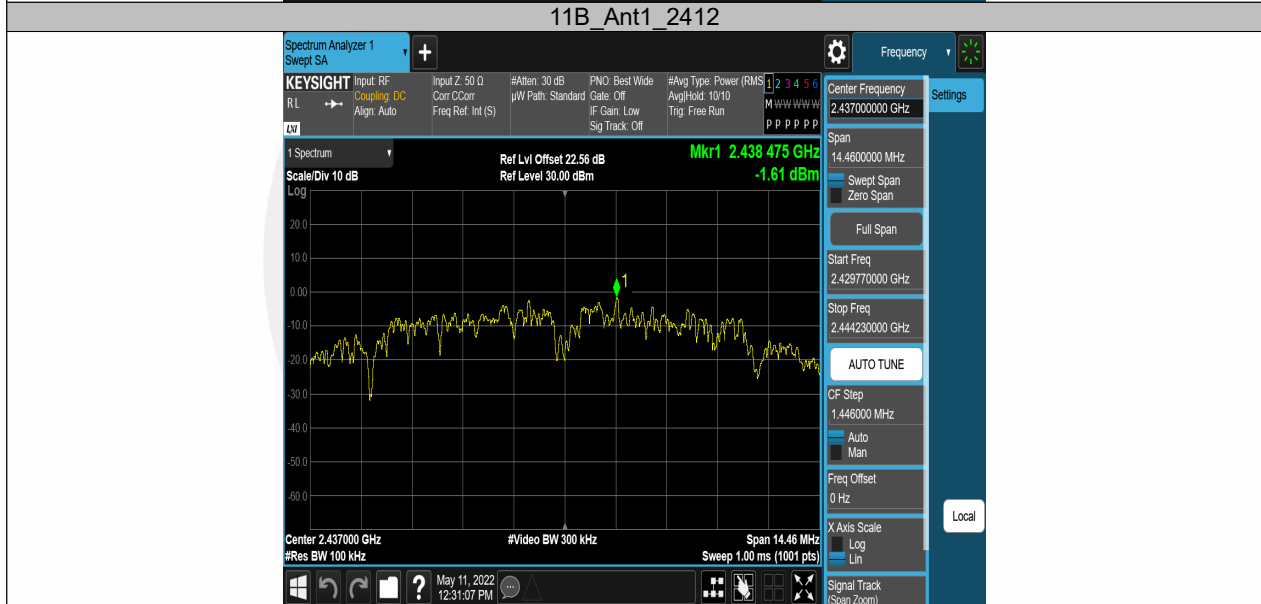 11B_Ant1_2412
Spectrum Analyzer 1
Swept SA
Frequency
KEYSIGHT
RL
LXI
Input: RF
Coupling: DC
Align: Auto
Input Z: 50 Ω
Corr CCorr
Freq Ref: Int (S)
#Atten: 30 dB
µW Path: Standard
PNO: Best Wide
Gate: Off
IF Gain: Low
Sig Track: Off
#Avg Type: Power (RMS
Avg|Hold: 10/10
Trig: Free Run
1 2 3 4 5 6
M W W W W W
P P P P P P
Center Frequency
2.437000000 GHz
Settings
Span
14.4600000 MHz
Swept Span
Zero Span
Full Span
Start Freq
2.429770000 GHz
Stop Freq
2.444230000 GHz
AUTO TUNE
CF Step
1.446000 MHz
Auto
Man
Freq Offset
0 Hz
X Axis Scale
Log
Lin
Local
Signal Track
(Span Zoom)
1 Spectrum
Scale/Div 10 dB
Ref Lvl Offset 22.56 dB
Ref Level 30.00 dBm
Mkr1 2.438 475 GHz
-1.61 dBm
Log
20.0
10.0
0.00
-10.0
-20.0
-30.0
-40.0
-50.0
-60.0
1
Center 2.437000 GHz
#Video BW 300 kHz
Span 14.46 MHz
#Res BW 100 kHz
Sweep 1.00 ms (1001 pts)
?
May 11, 2022
12:31:07 PM